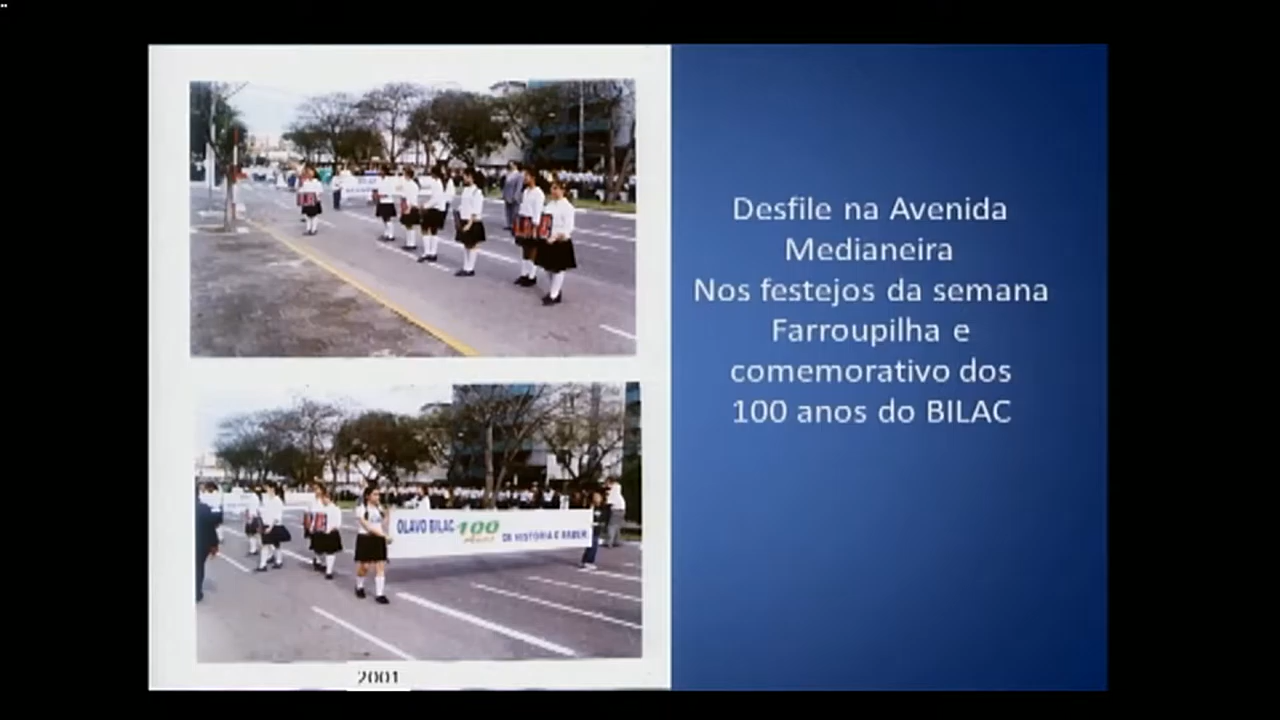 Desfile na Avenida
Medianeira
Nos festejos da semana
Farroupilha e
comemorativo dos
100 anos do BILAC
OLAVO BILAC 100 Anos DE HISTÓRIA E SABER
2001